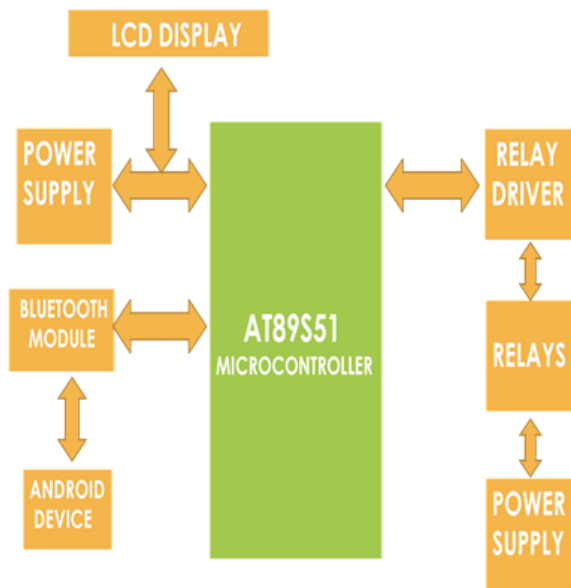 LCD DISPLAY
POWER
SUPPLY
BLUETOOTH
MODULE
ANDROID
DEVICE
AT89S51
MICROCONTROLLER
RELAY
DRIVER
RELAYS
POWER
SUPPLY